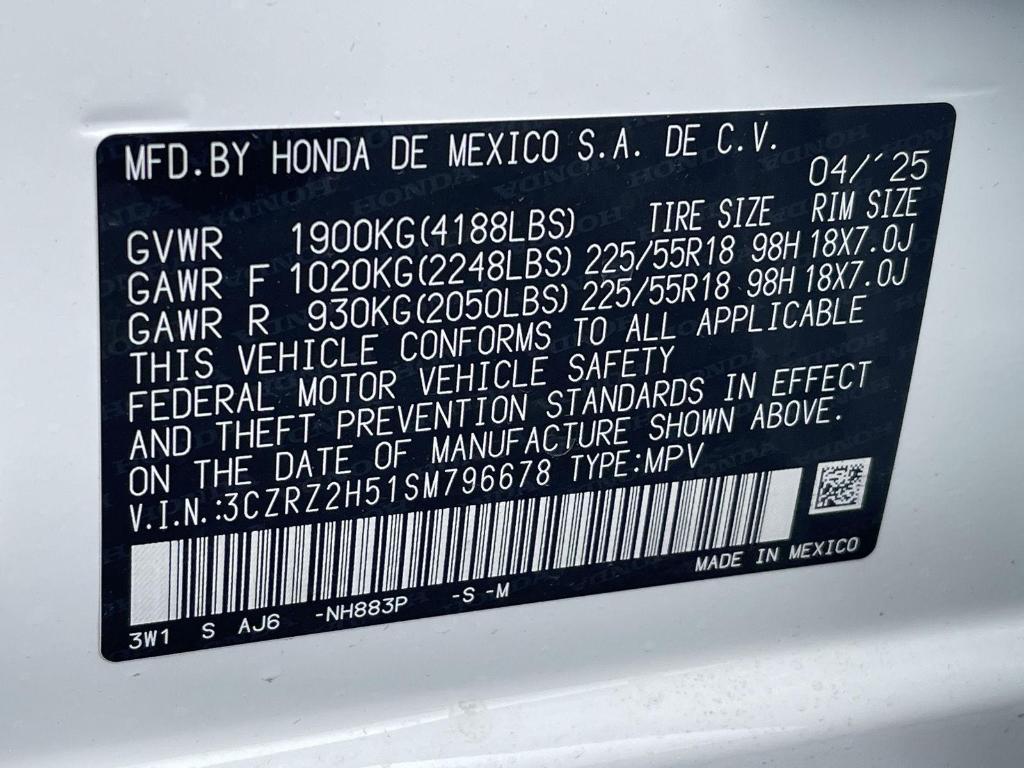 MFD.BY HONDA DE MEXICO S.A. DE C.V.
04/´25
GVWR 1900KG(4188LBS) TIRE SIZE RIM SIZE
GAWR F 1020KG(2248LBS) 225/55R18 98H 18X7.0J
GAWR R 930KG(2050LBS) 225/55R18 98H 18X7.0J
THIS VEHICLE CONFORMS TO ALL APPLICABLE
FEDERAL MOTOR VEHICLE SAFETY
AND THEFT PREVENTION STANDARDS IN EFFECT
ON THE DATE OF MANUFACTURE SHOWN ABOVE.
V.I.N.:3CZRZ2H51SM796678 TYPE:MPV
MADE IN MEXICO
3W1 S AJ6 -NH883P -S -M